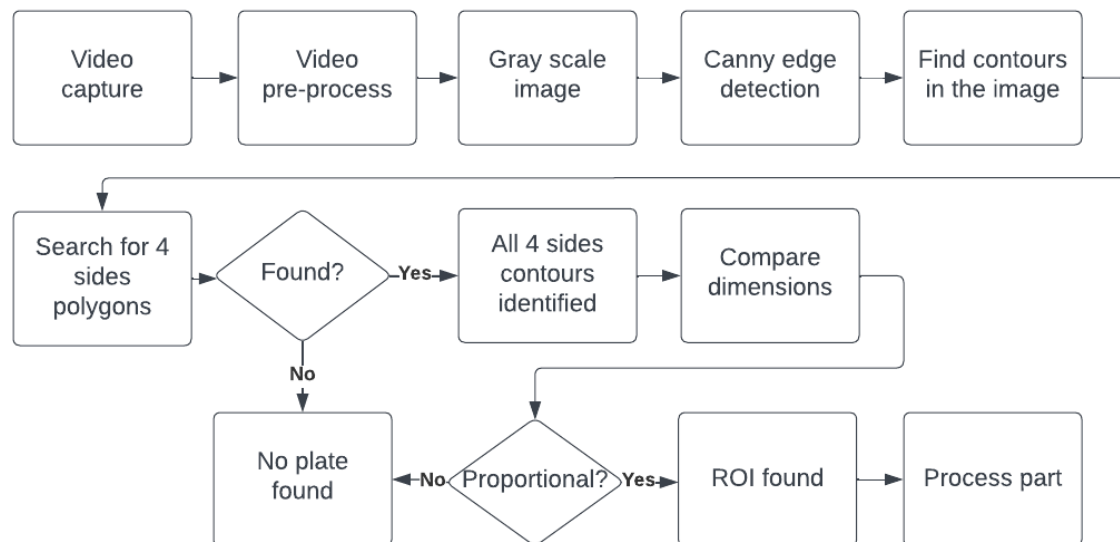 Video
capture
Video
pre-process
Gray scale
image
Canny edge
detection
Find contours
in the image
Search for 4
sides
polygons
Found?
Yes
All 4 sides
contours
identified
Compare
dimensions
No
No plate
found
No
Proportional?
Yes
ROI found
Process part